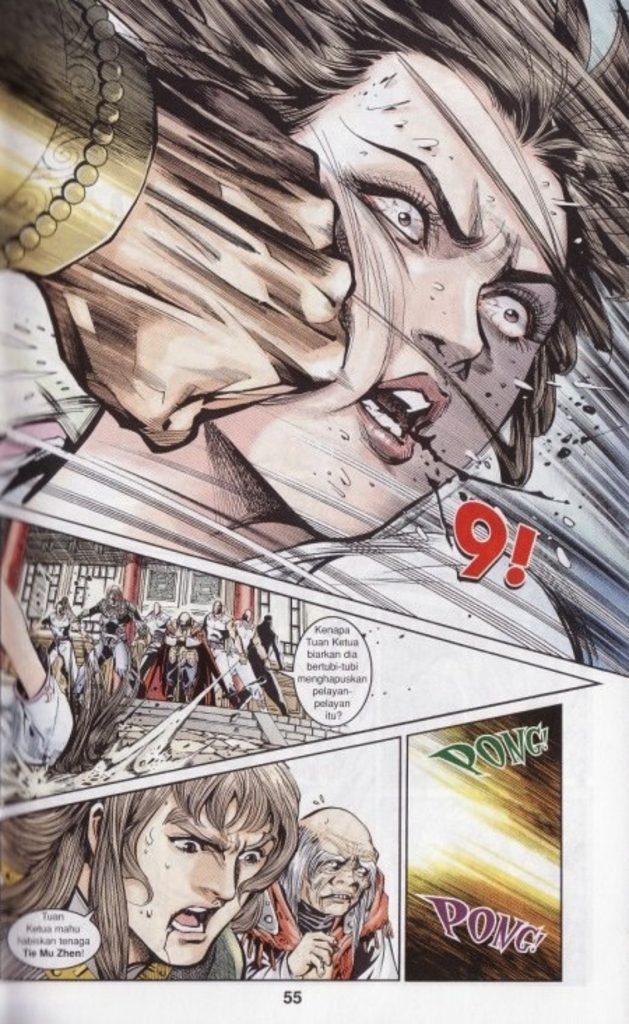 9!
Kenapa
Tuan Ketua
biarkan dia
bertubi-tubi
menghapuskan
pelayan-
pelayan
itu?
PONG!
PONG!
Tuan
Ketua mahu
habiskan tenaga
Tie Mu Zhen!
55